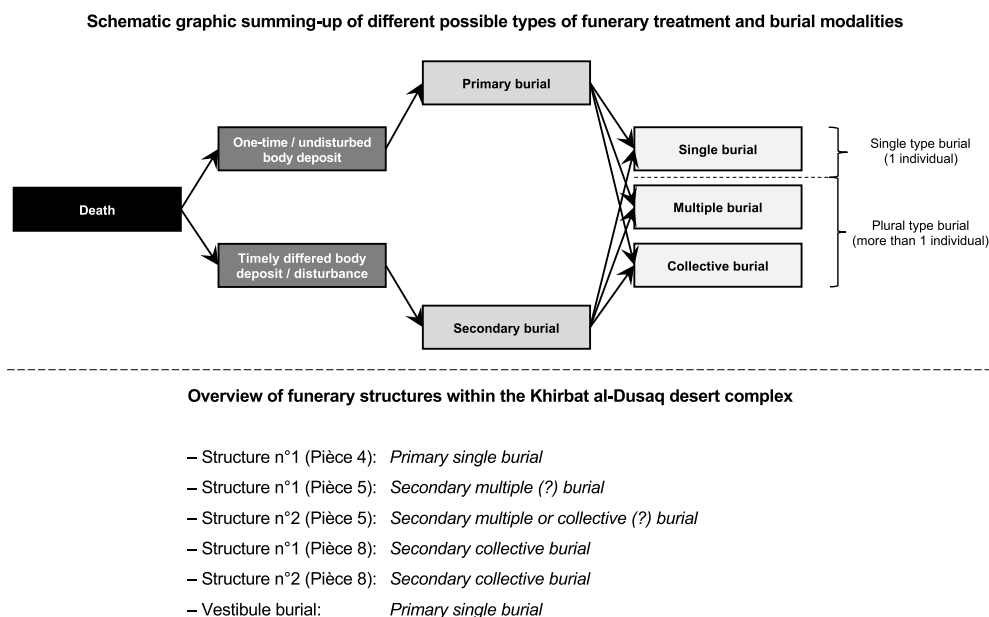 Schematic graphic summing-up of different possible types of funerary treatment and burial modalities
Primary burial
One-time / undisturbed
body deposit
Single burial
Single type burial
(1 individual)
Death
Multiple burial
Plural type burial
(more than 1 individual)
Timely differed body
deposit / disturbance
Collective burial
Secondary burial
Overview of funerary structures within the Khirbat al-Dusaq desert complex
– Structure n°1 (Pièce 4): Primary single burial
– Structure n°1 (Pièce 5): Secondary multiple (?) burial
– Structure n°2 (Pièce 5): Secondary multiple or collective (?) burial
– Structure n°1 (Pièce 8): Secondary collective burial
– Structure n°2 (Pièce 8): Secondary collective burial
– Vestibule burial: Primary single burial